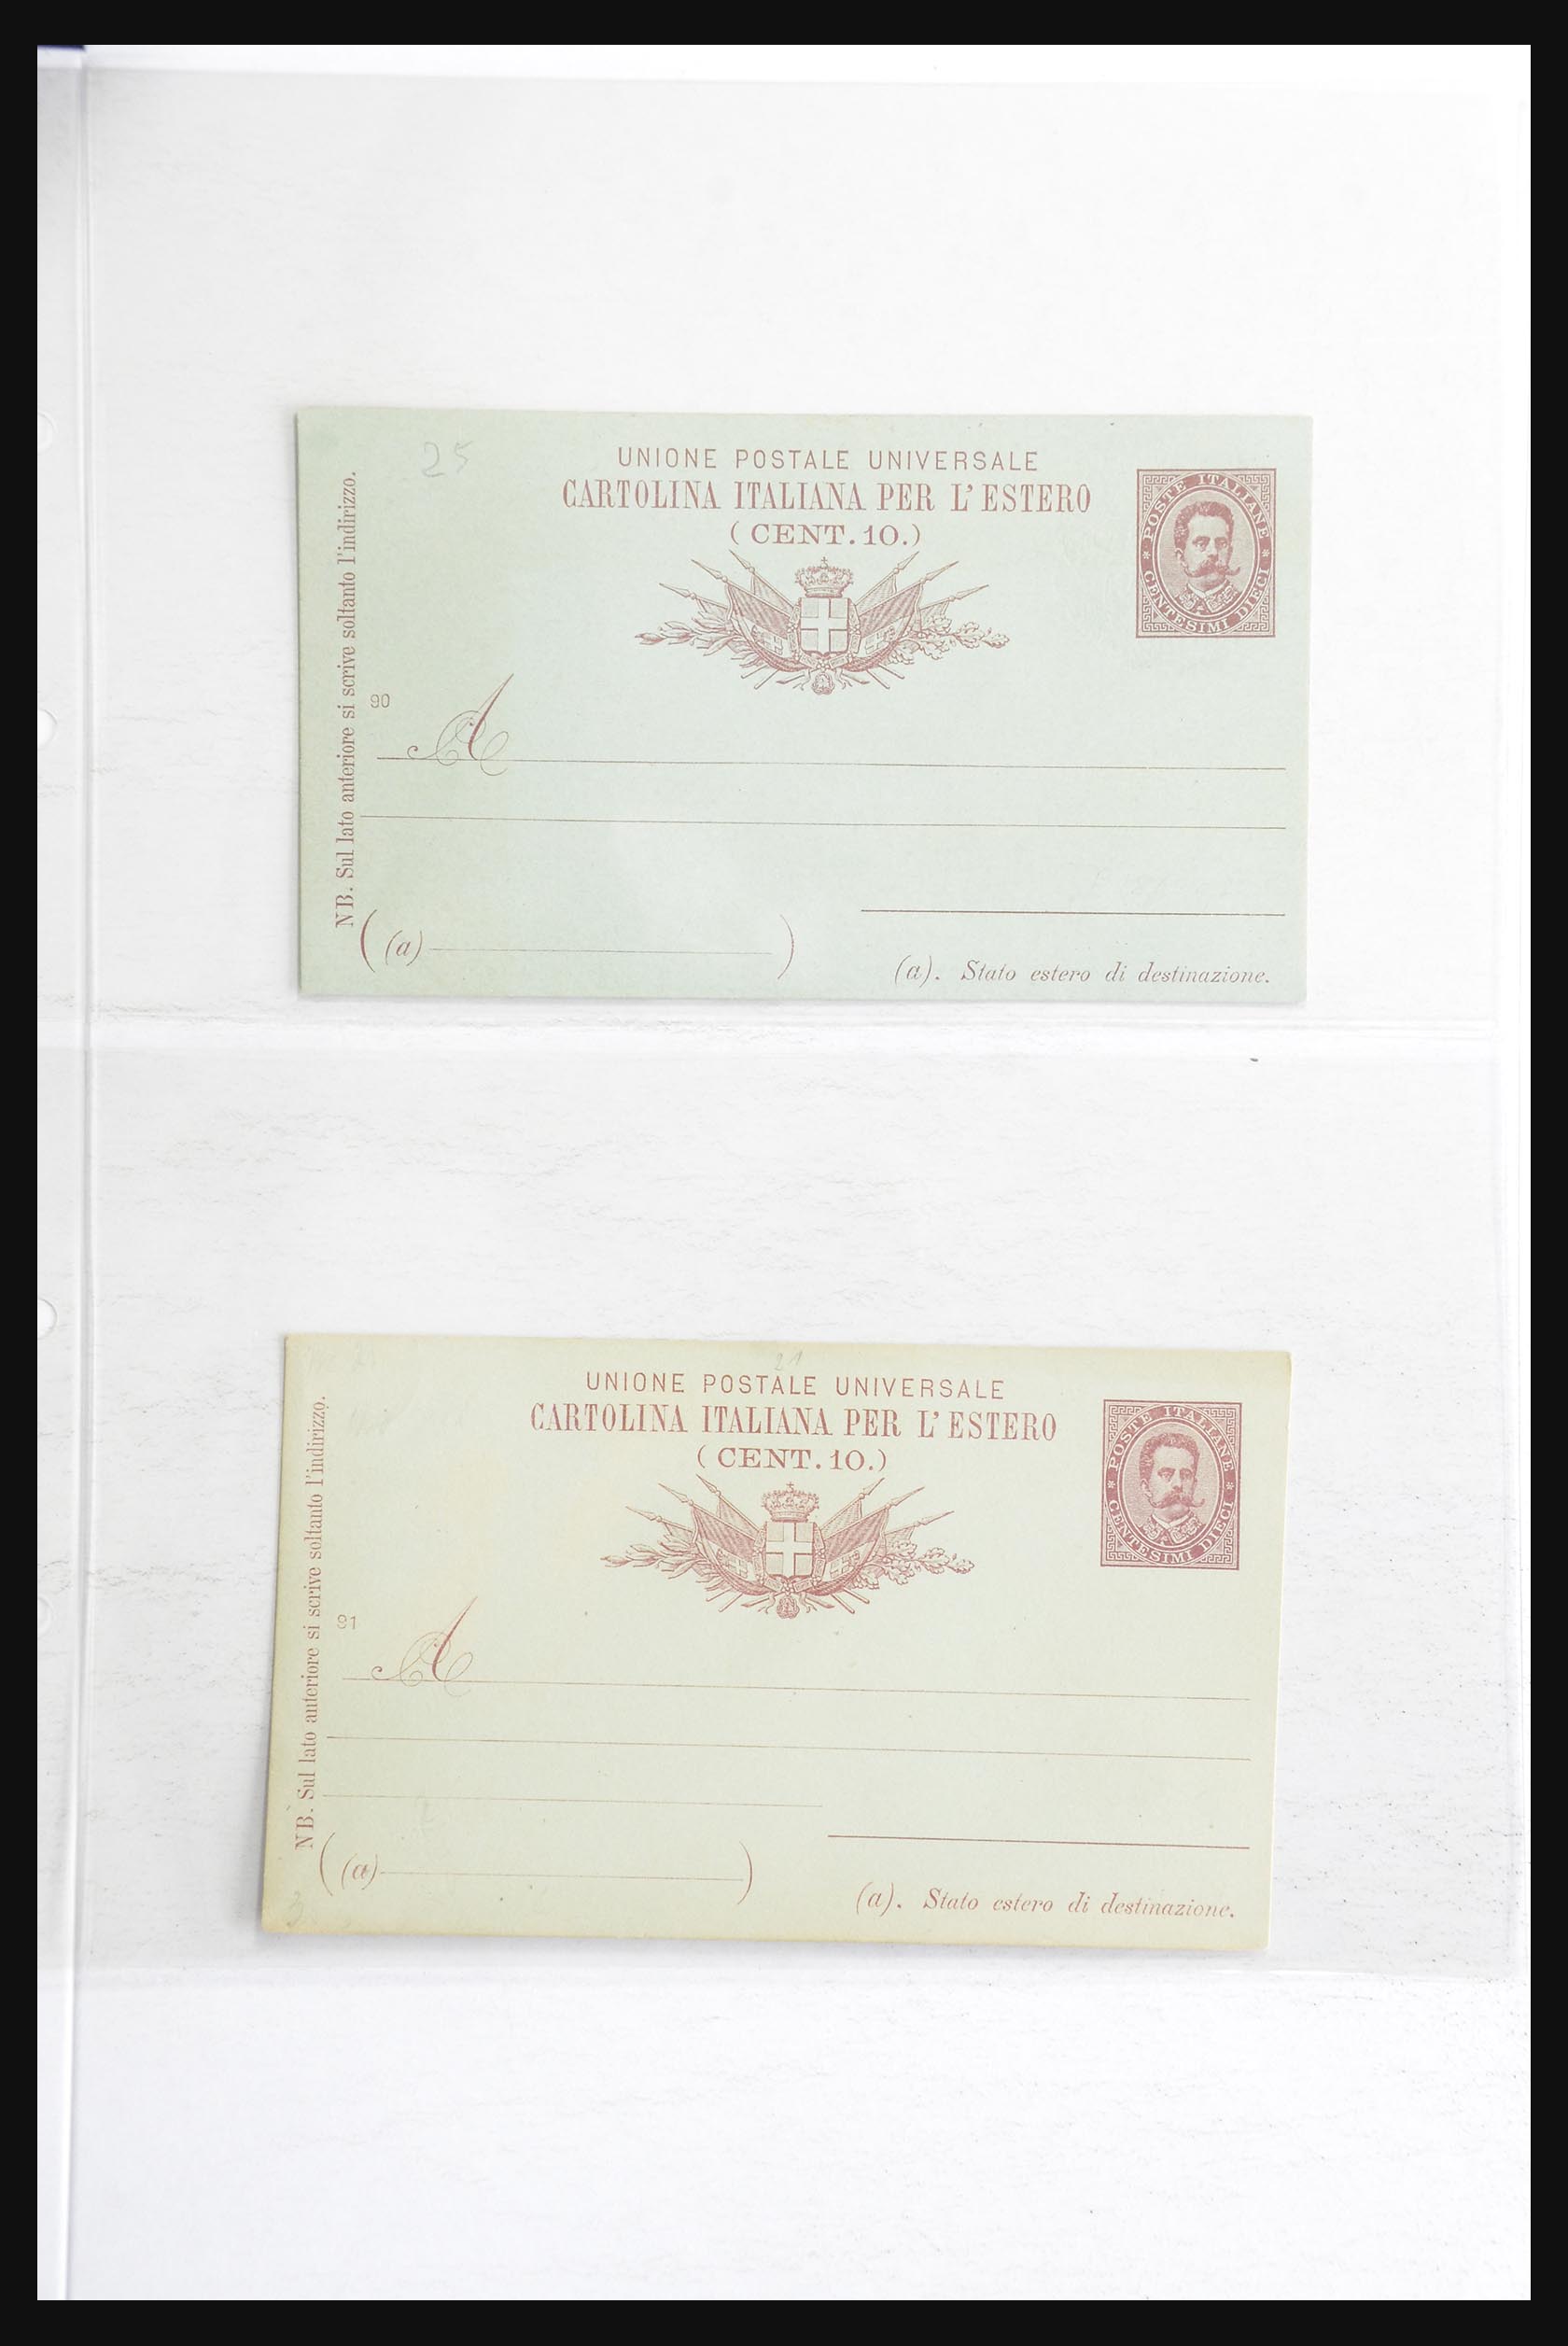 25
UNIONE POSTALE UNIVERSALE
CARTOLINA ITALIANA PER L'ESTERO
(CENT. 10.)
* POSTE ITALIANE *
CENTESIMI DIECI
NB. Sul lato anteriore si scrive soltanto l'indirizzo.
90
A
(a)
(a). Stato estero di destinazione.
21
UNIONE POSTALE UNIVERSALE
CARTOLINA ITALIANA PER L'ESTERO
(CENT. 10.)
* POSTE ITALIANE *
CENTESIMI DIECI
NB. Sul lato anteriore si scrive soltanto l'indirizzo.
91
A
(a)
(a). Stato estero di destinazione.
3